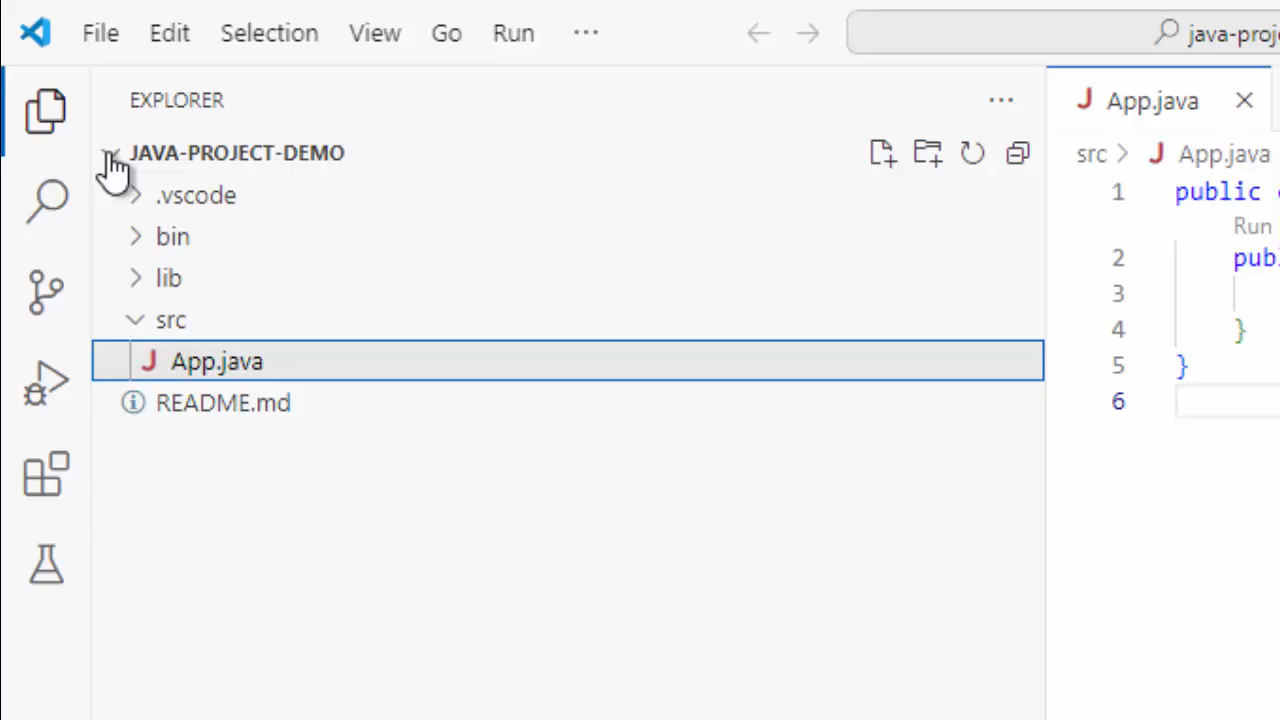 File Edit Selection View Go Run ···
java-proj
EXPLORER ···
JAVA-PROJECT-DEMO
.vscode
bin
lib
src
J App.java
README.md
J App.java
src > J App.java
1 public
Run
2 publ
3
4 }
5 }
6